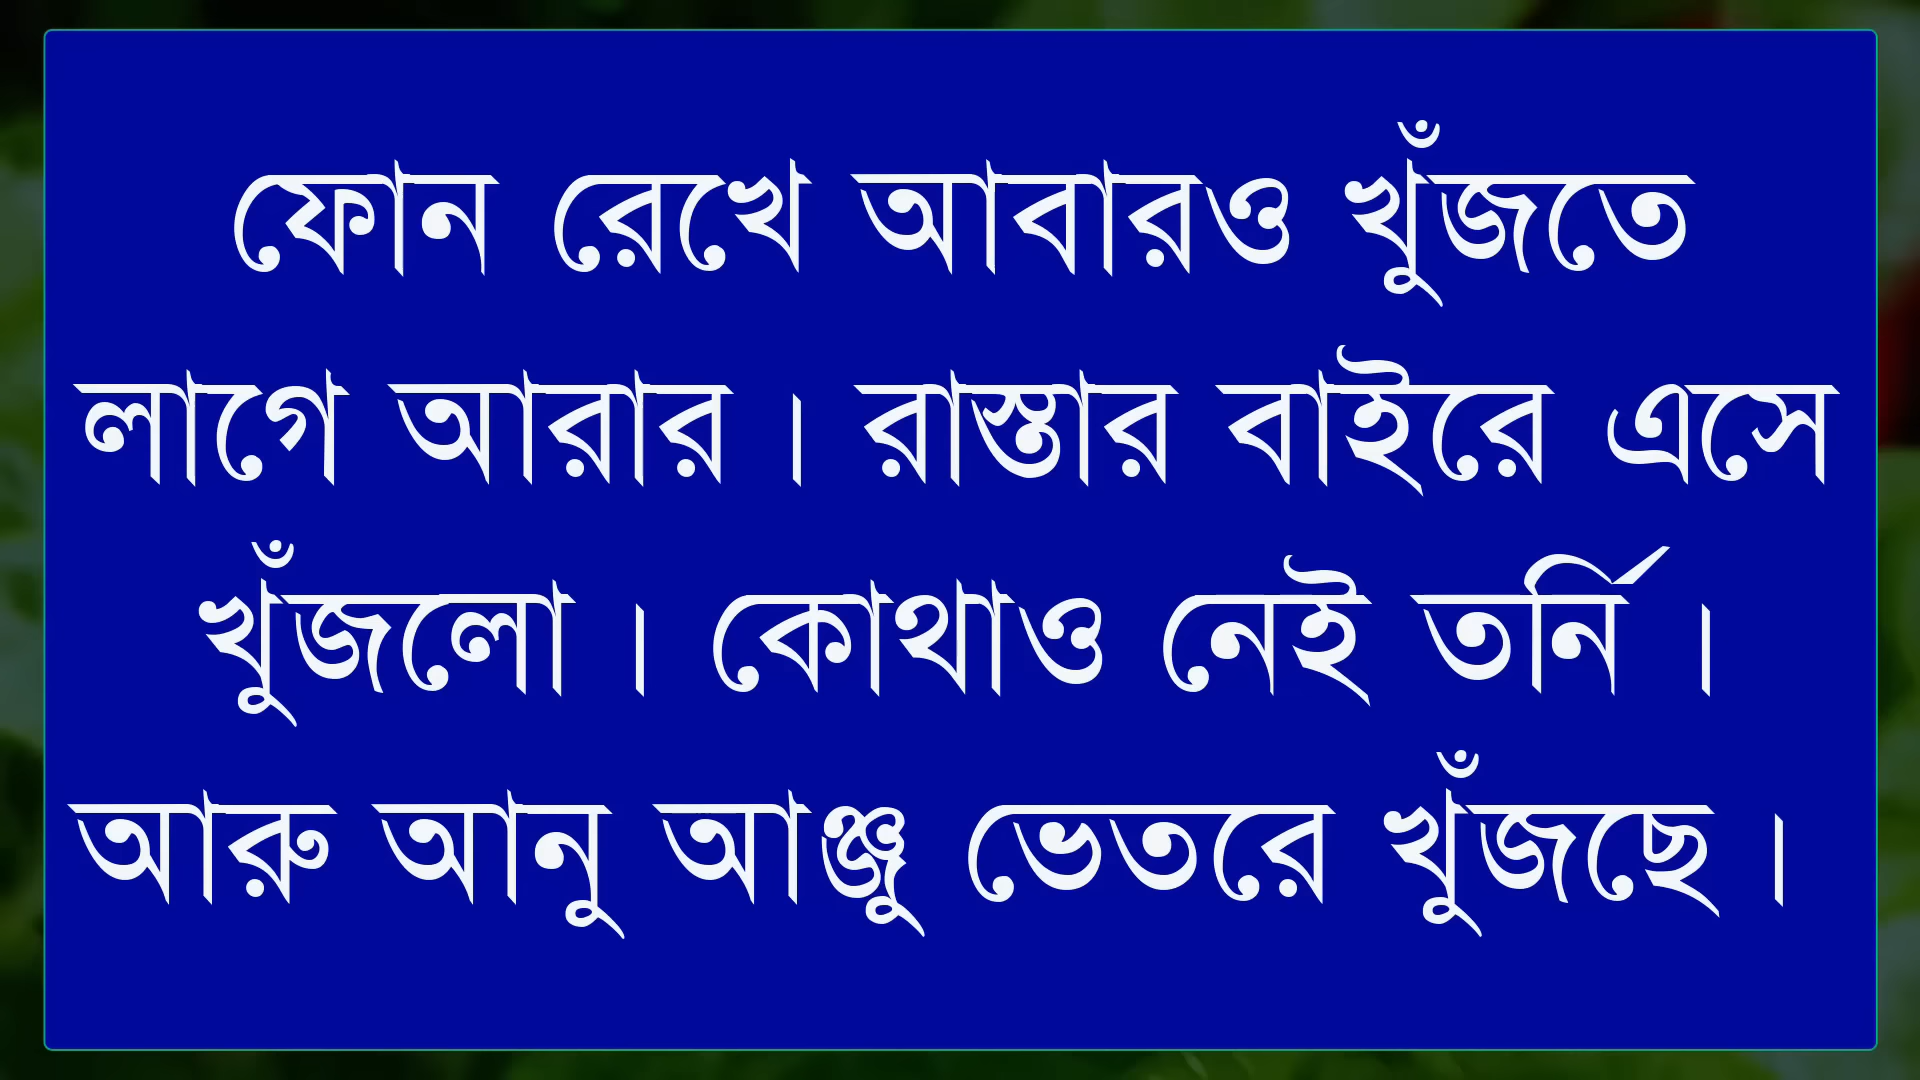 ফোন রেখে আবারও খুঁজতে
লাগে আরার । রাস্তার বাইরে এসে
খুঁজলো । কোথাও নেই তর্নি ।
আরু আনু আঞ্জু ভেতরে খুঁজছে ।